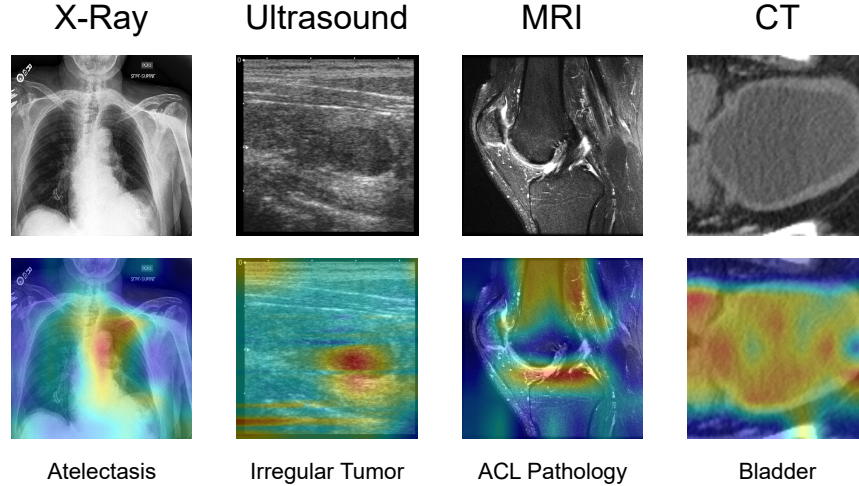 X-Ray
Ultrasound
MRI
CT
Atelectasis
Irregular Tumor
ACL Pathology
Bladder